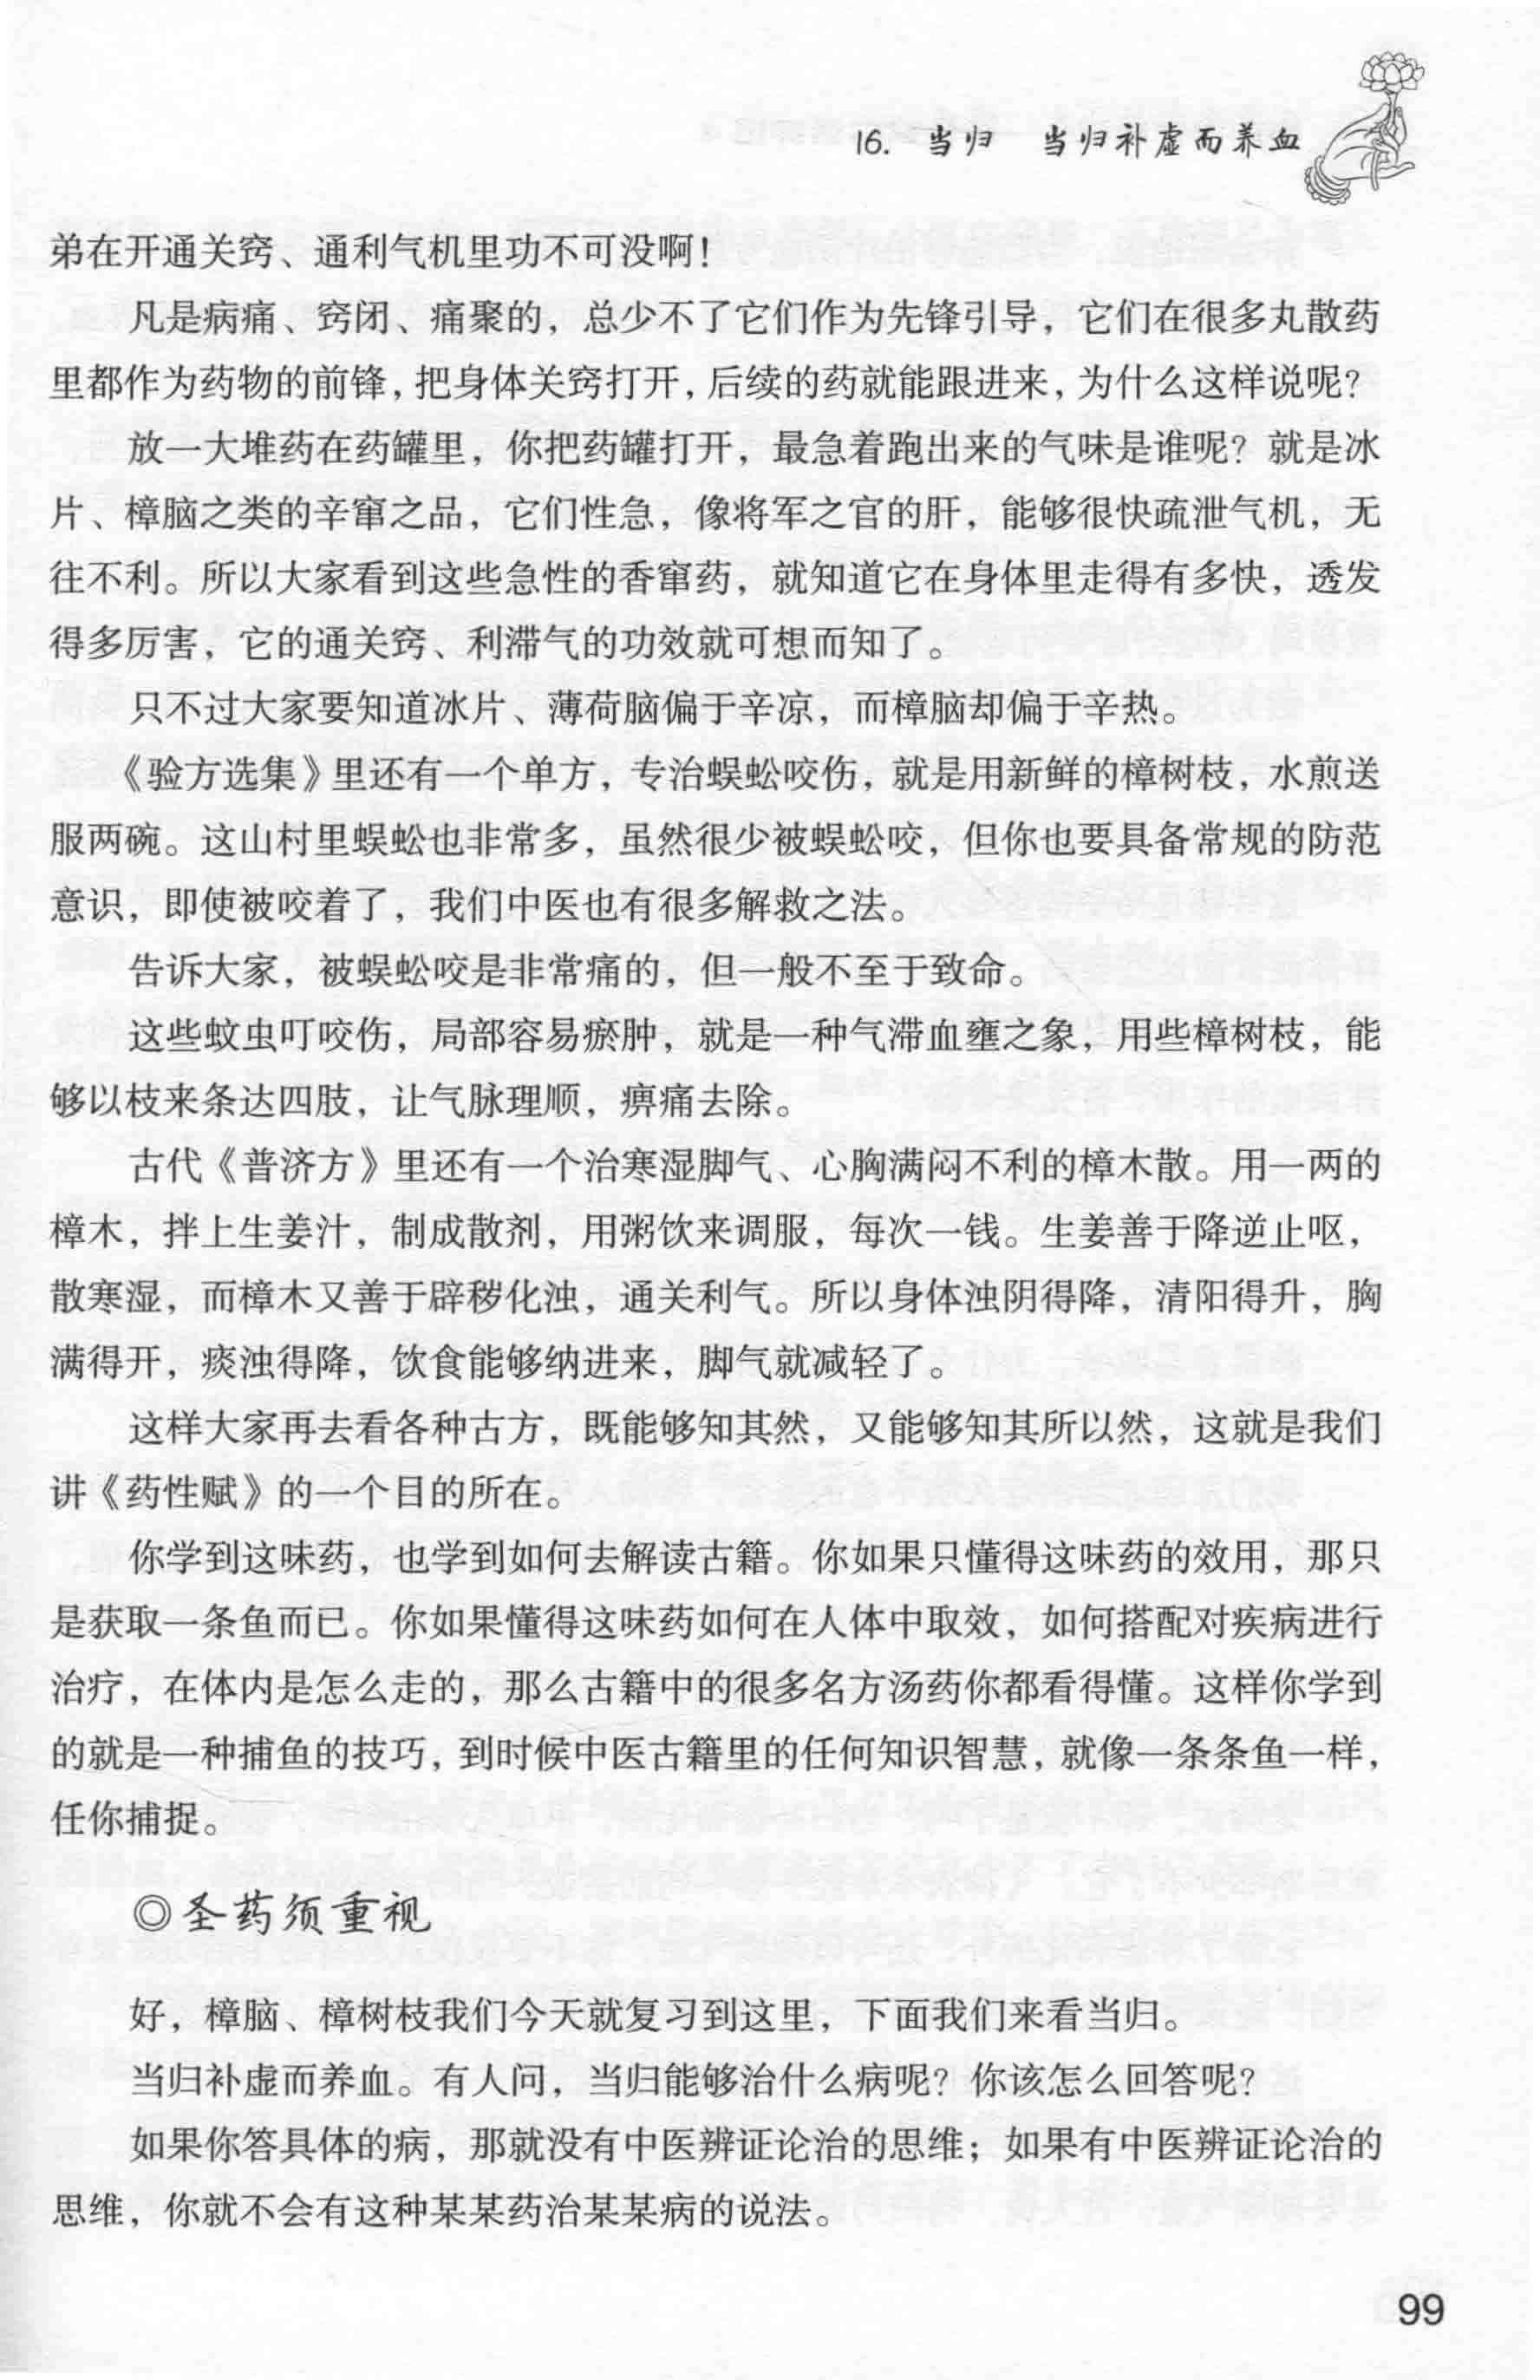 16. 当归　当归补虚而养血
弟在开通关窍、通利气机里功不可没啊！
凡是病痛、窍闭、痛聚的，总少不了它们作为先锋引导，它们在很多丸散药
里都作为药物的前锋，把身体关窍打开，后续的药就能跟进来，为什么这样说呢？
放一大堆药在药罐里，你把药罐打开，最急着跑出来的气味是谁呢？就是冰
片、樟脑之类的辛窜之品，它们性急，像将军之官的肝，能够很快疏泄气机，无
往不利。所以大家看到这些急性的香窜药，就知道它在身体里走得有多快，透发
得多厉害，它的通关窍、利滞气的功效就可想而知了。
只不过大家要知道冰片、薄荷脑偏于辛凉，而樟脑却偏于辛热。
《验方选集》里还有一个单方，专治蜈蚣咬伤，就是用新鲜的樟树枝，水煎送
服两碗。这山村里蜈蚣也非常多，虽然很少被蜈蚣咬，但你也要具备常规的防范
意识，即使被咬着了，我们中医也有很多解救之法。
告诉大家，被蜈蚣咬是非常痛的，但一般不至于致命。
这些蚊虫叮咬伤，局部容易瘀肿，就是一种气滞血壅之象，用些樟树枝，能
够以枝来条达四肢，让气脉理顺，痹痛去除。
古代《普济方》里还有一个治寒湿脚气、心胸满闷不利的樟木散。用一两的
樟木，拌上生姜汁，制成散剂，用粥饮来调服，每次一钱。生姜善于降逆止呕，
散寒湿，而樟木又善于辟秽化浊，通关利气。所以身体浊阴得降，清阳得升，胸
满得开，痰浊得降，饮食能够纳进来，脚气就减轻了。
这样大家再去看各种古方，既能够知其然，又能够知其所以然，这就是我们
讲《药性赋》的一个目的所在。
你学到这味药，也学到如何去解读古籍。你如果只懂得这味药的效用，那只
是获取一条鱼而已。你如果懂得这味药如何在人体中取效，如何搭配对疾病进行
治疗，在体内是怎么走的，那么古籍中的很多名方汤药你都看得懂。这样你学到
的就是一种捕鱼的技巧，到时候中医古籍里的任何知识智慧，就像一条条鱼一样，
任你捕捉。
◎圣药须重视
好，樟脑、樟树枝我们今天就复习到这里，下面我们来看当归。
当归补虚而养血。有人问，当归能够治什么病呢？你该怎么回答呢？
如果你答具体的病，那就没有中医辨证论治的思维；如果有中医辨证论治的
思维，你就不会有这种某某药治某某病的说法。
99